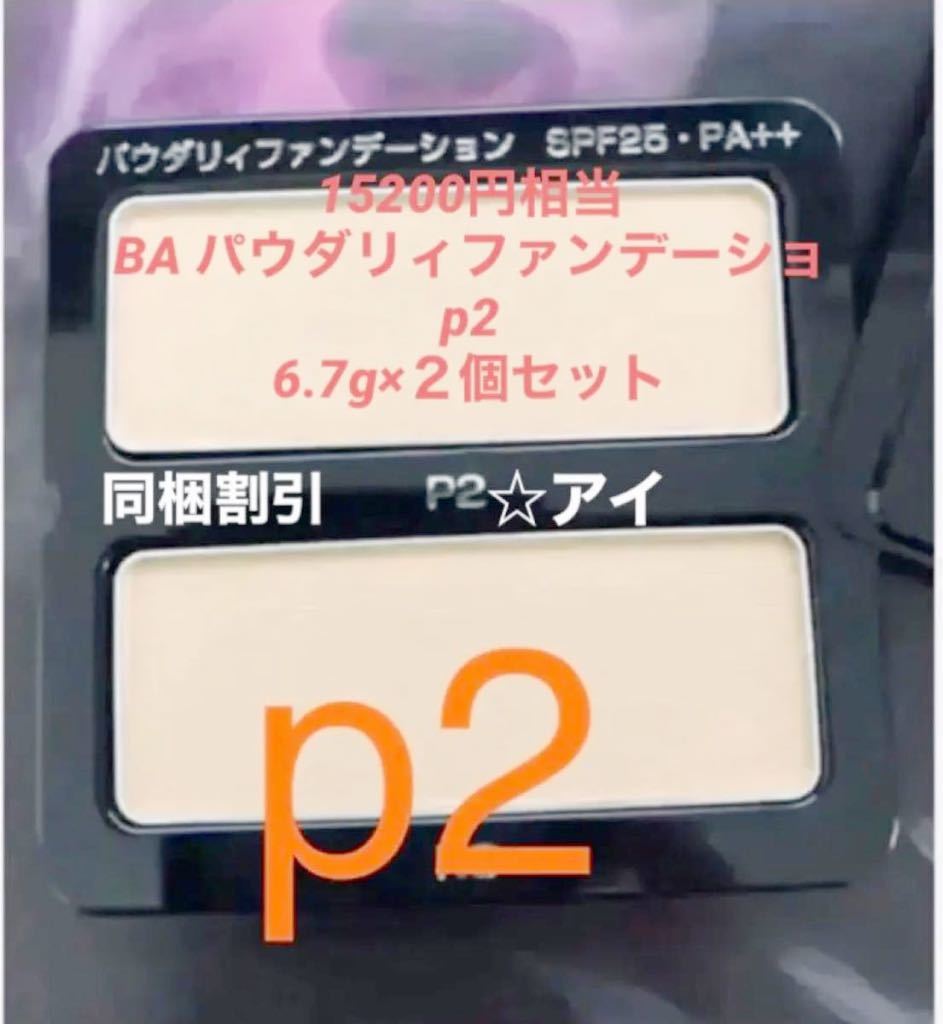 パウダリィファンデーション SPF25・PA++
15200円相当
BA パウダリィファンデーショ
p2
6.7g×２個セット
同梱割引
P2
☆アイ
p2